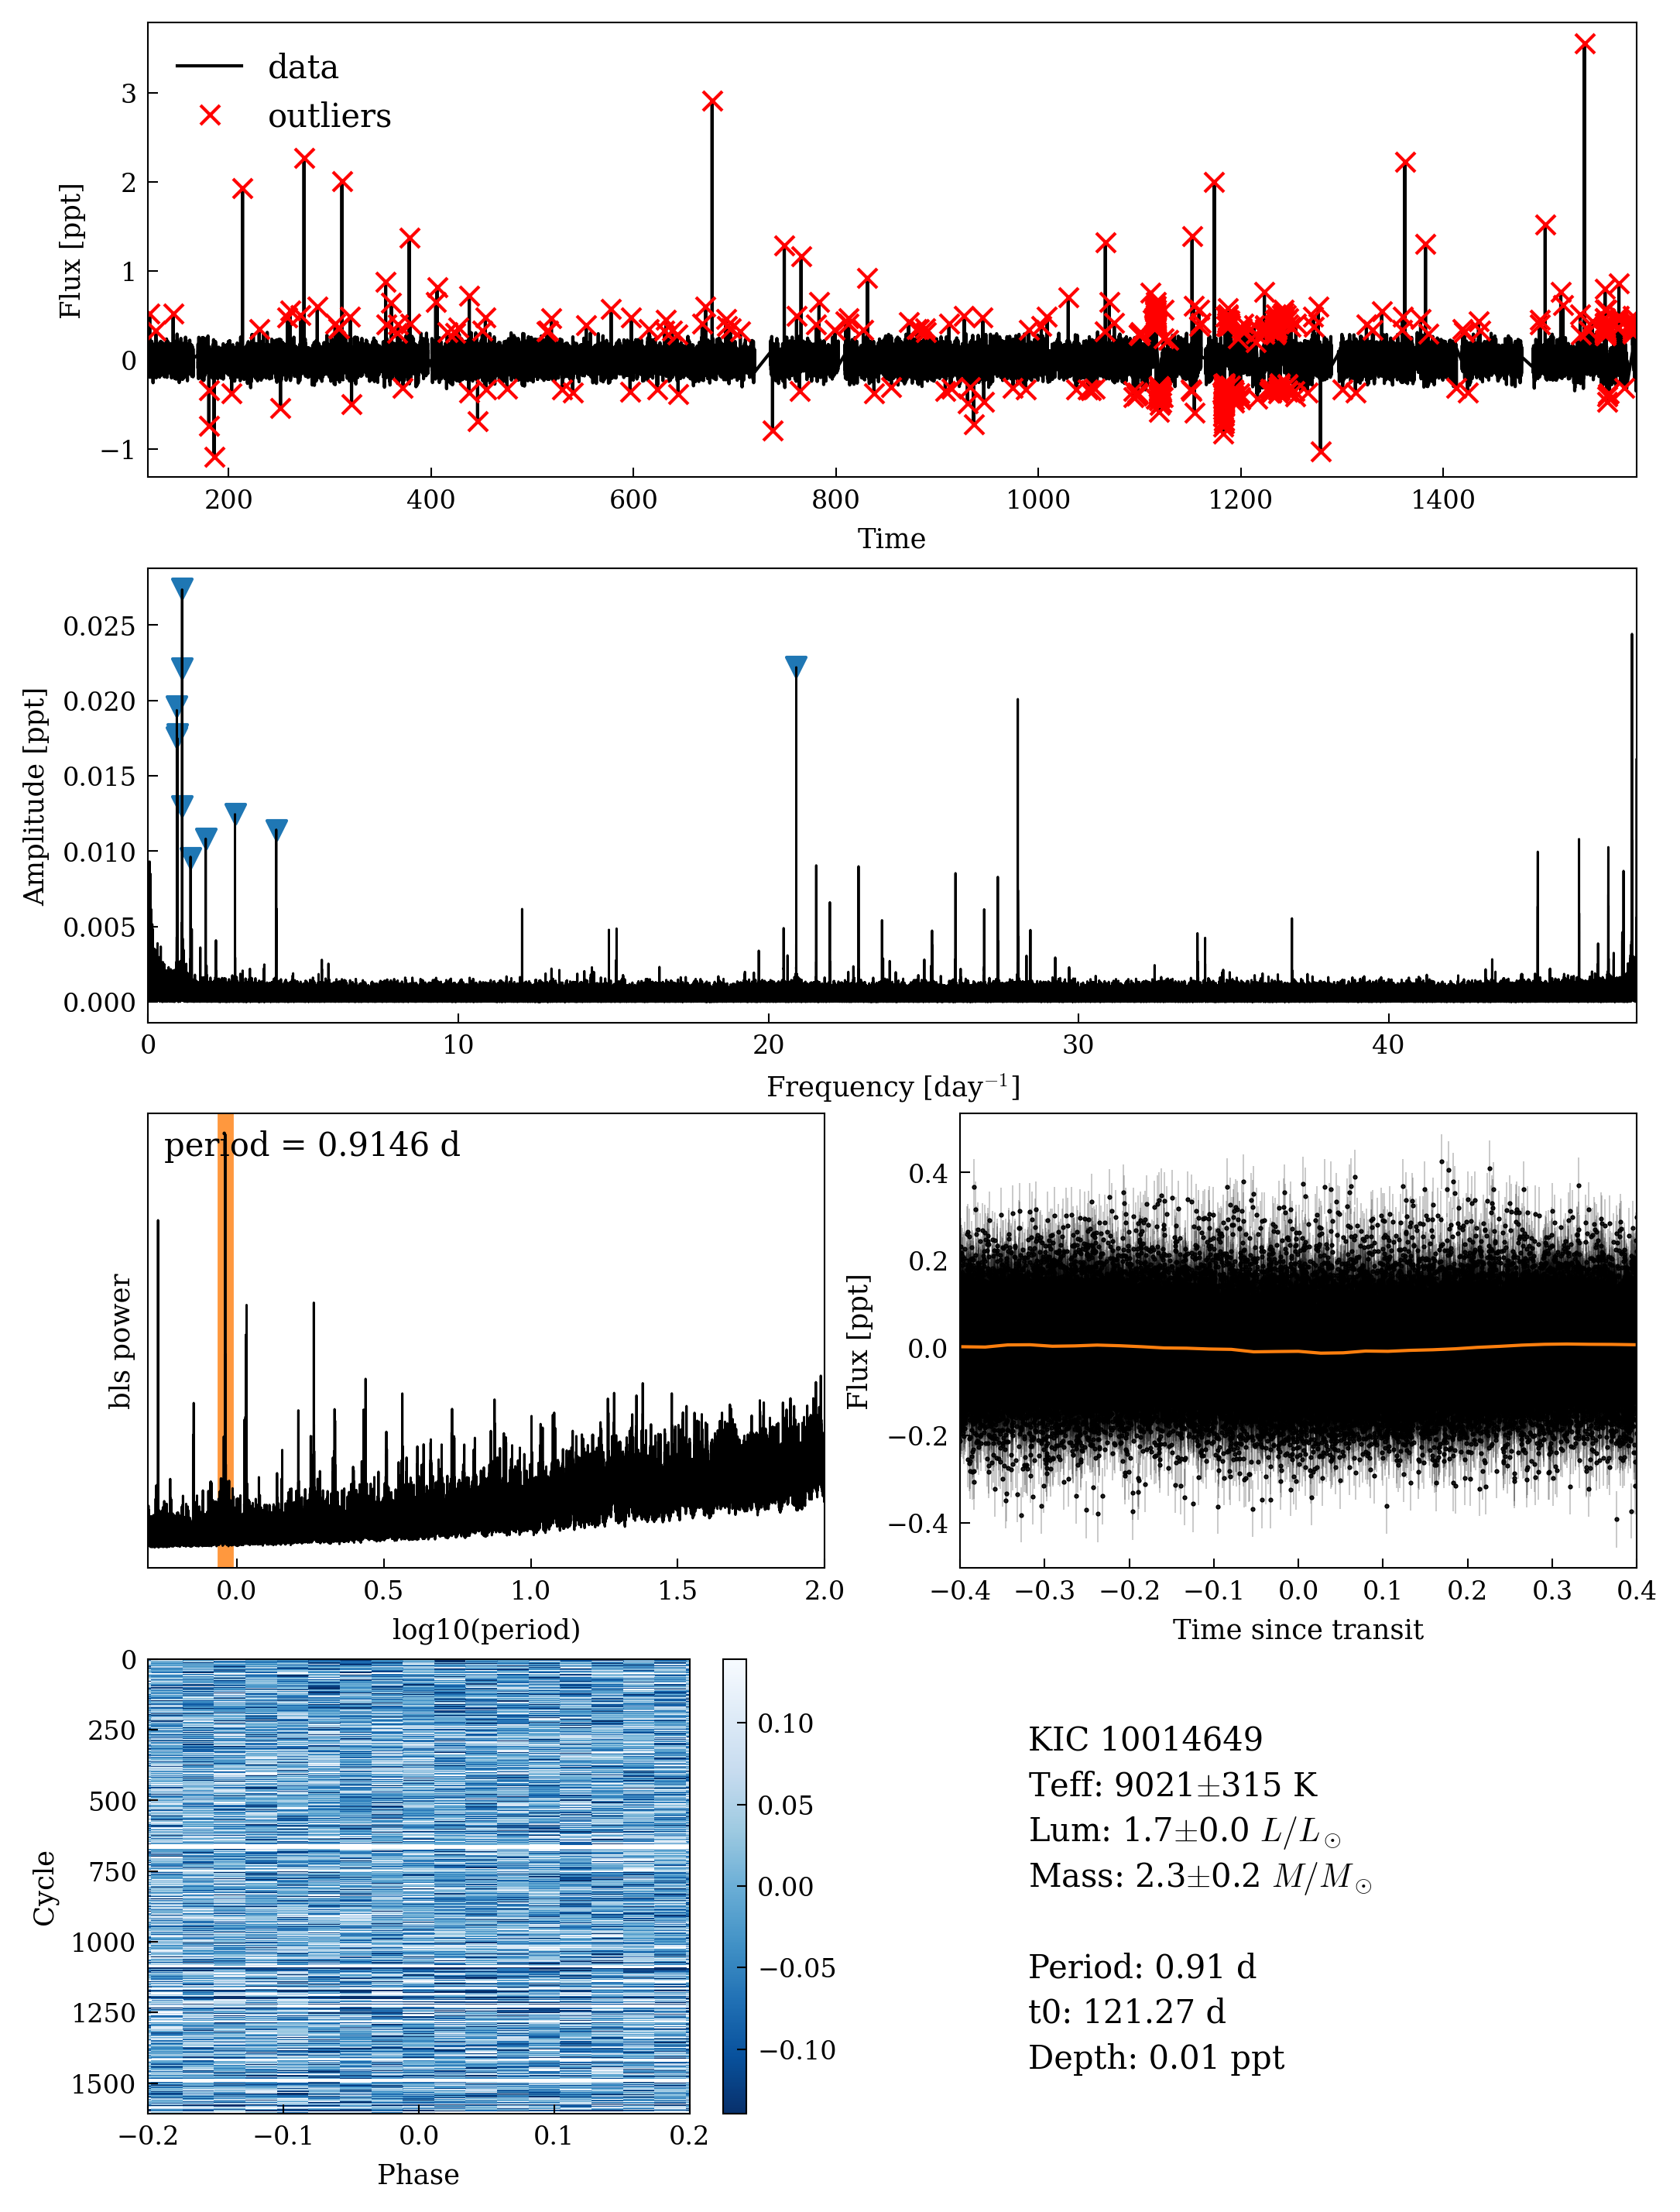 data
outliers
3
2
1
0
−1
Flux [ppt]
200 400 600 800 1000 1200 1400
Time
0.025
0.020
0.015
0.010
0.005
0.000
Amplitude [ppt]
0 10 20 30 40
Frequency [day⁻¹]
period = 0.9146 d
bls power
0.0 0.5 1.0 1.5 2.0
log10(period)
0.4
0.2
0.0
−0.2
−0.4
Flux [ppt]
−0.4 −0.3 −0.2 −0.1 0.0 0.1 0.2 0.3 0.4
Time since transit
0
250
500
750
1000
1250
1500
Cycle
−0.2 −0.1 0.0 0.1 0.2
Phase
0.10
0.05
0.00
−0.05
−0.10
KIC 10014649
Teff: 9021±315 K
Lum: 1.7±0.0 L/L⊙
Mass: 2.3±0.2 M/M⊙
Period: 0.91 d
t0: 121.27 d
Depth: 0.01 ppt